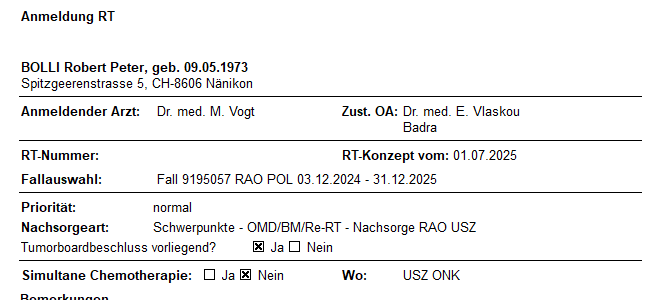 Anmeldung RT
BOLLI Robert Peter, geb. 09.05.1973
Spitzgeerenstrasse 5, CH-8606 Nänikon
Anmeldender Arzt: Dr. med. M. Vogt Zust. OA: Dr. med. E. Vlaskou
Badra
RT-Nummer: RT-Konzept vom: 01.07.2025
Fallauswahl: Fall 9195057 RAO POL 03.12.2024 - 31.12.2025
Priorität: normal
Nachsorgeart: Schwerpunkte - OMD/BM/Re-RT - Nachsorge RAO USZ
Tumorboardbeschluss vorliegend? ☒ Ja ☐ Nein
Simultane Chemotherapie: ☐ Ja ☒ Nein Wo: USZ ONK
Bemerkungen